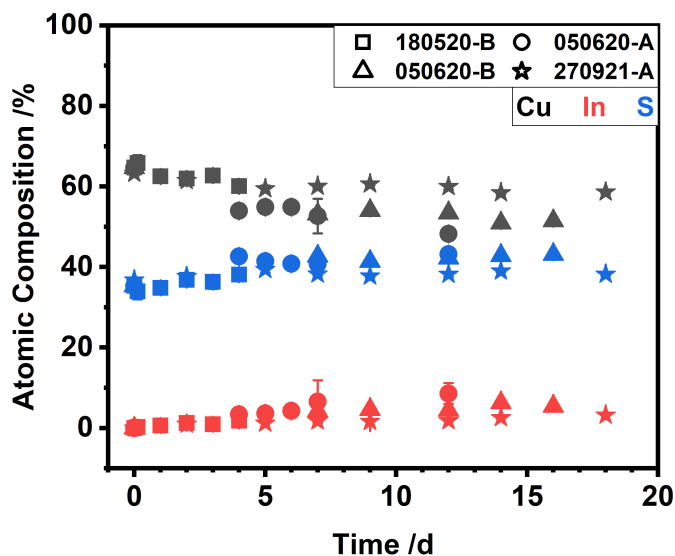 100
80
60
40
20
0
Atomic Composition /%
180520-B 050620-A
050620-B 270921-A
Cu In S
0 5 10 15 20
Time /d